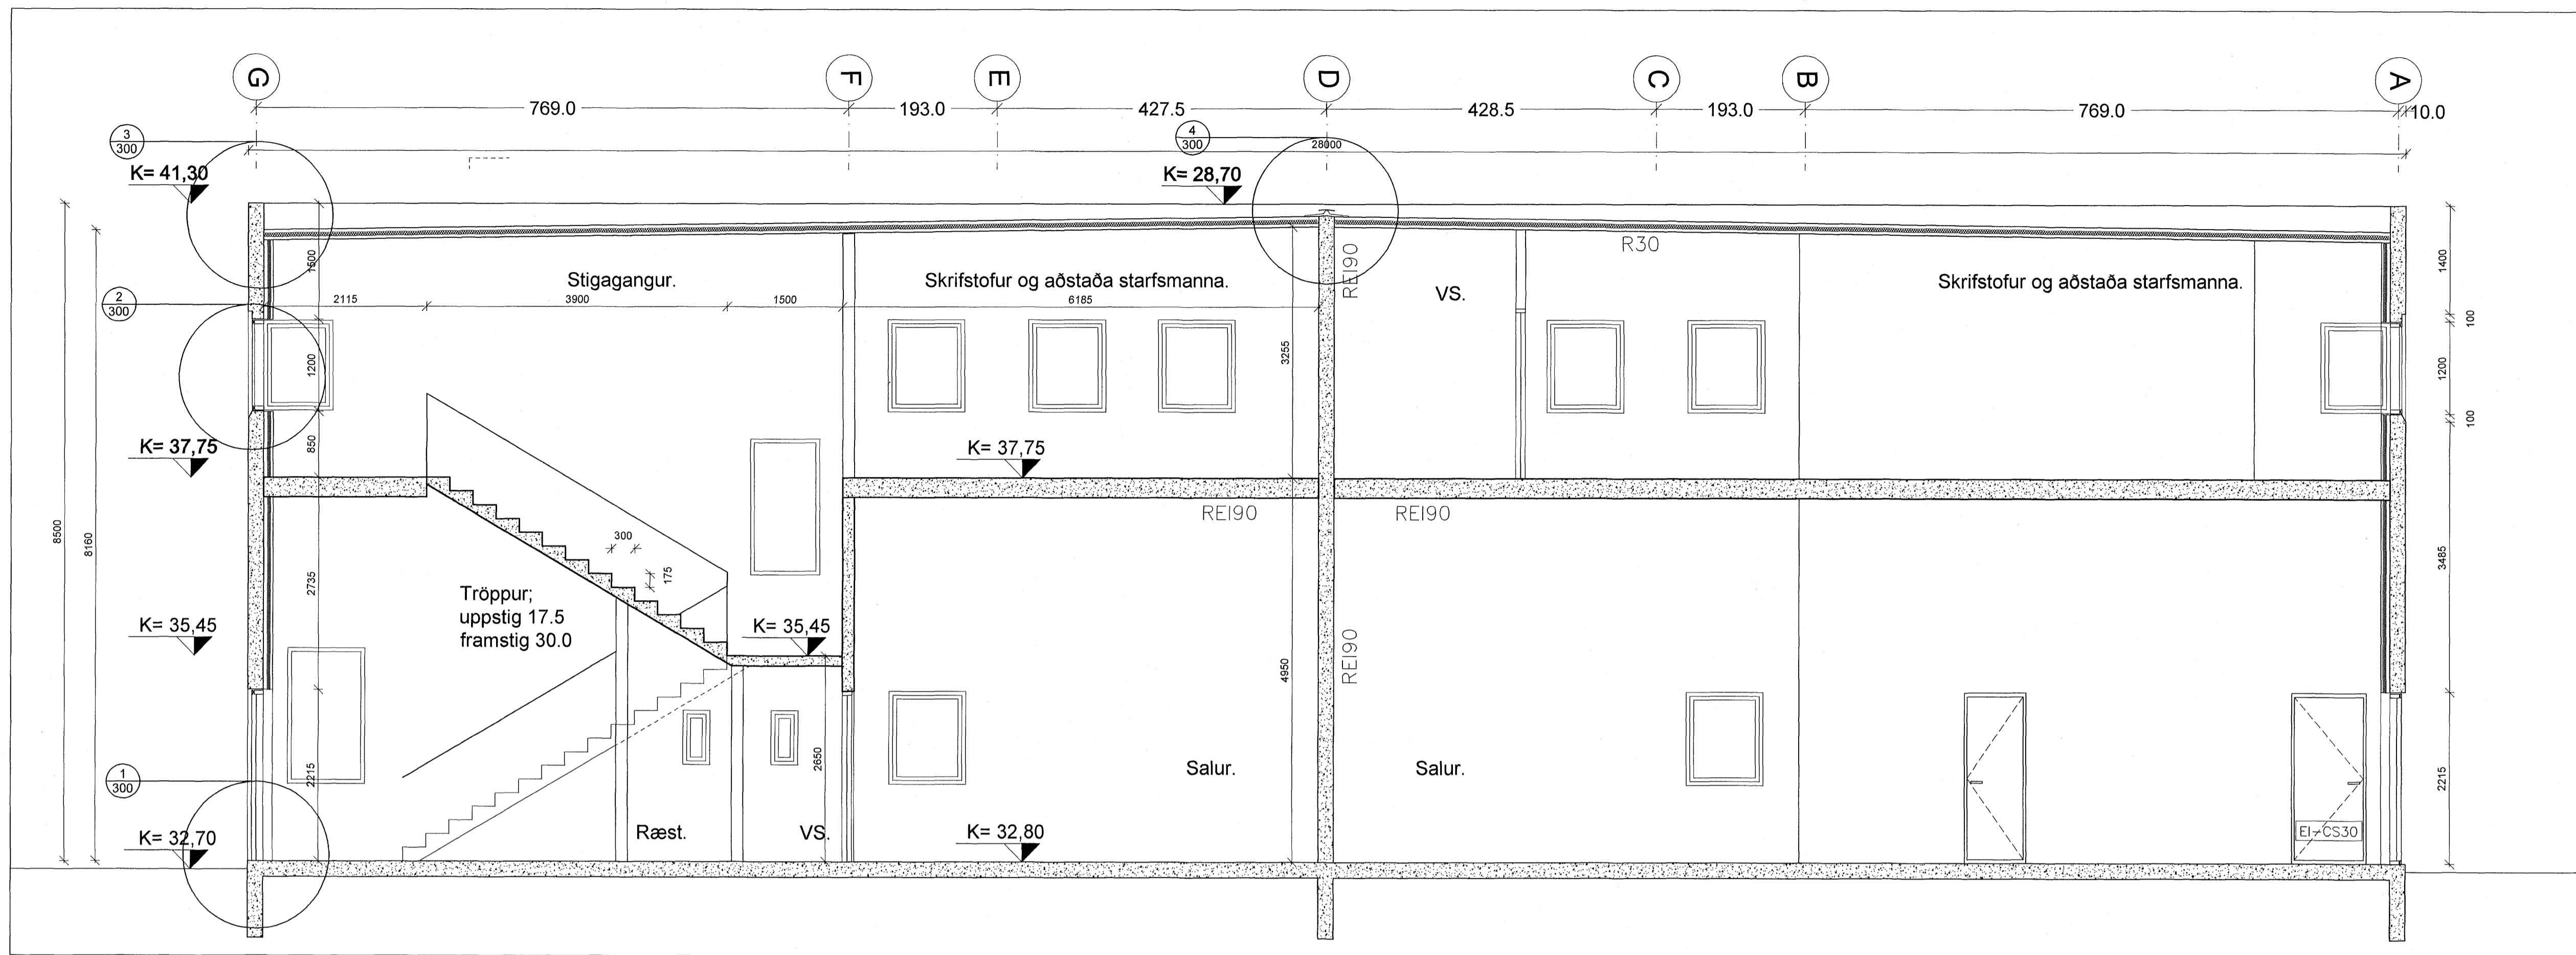 G F E D C B A
769.0 193.0 427.5 428.5 193.0 769.0 10.0
3
300
4
300
28000
K= 41,30
K= 28,70
REI90
R30
1500
Stigagangur.
Skrifstofur og aðstaða starfsmanna.
VS.
Skrifstofur og aðstaða starfsmanna.
1400
2115 3900 1500 6185
2
300
100
1200
3255
1200
100
850
K= 37,75
K= 37,75
8500
8160
REI90
REI90
300
175
2735
3485
Tröppur;
uppstig 17.5
framstig 30.0
K= 35,45
K= 35,45
REI90
4950
2650
1
300
2215
Salur.
Salur.
2215
K= 32,70
Ræst.
VS.
K= 32,80
EI-CS30